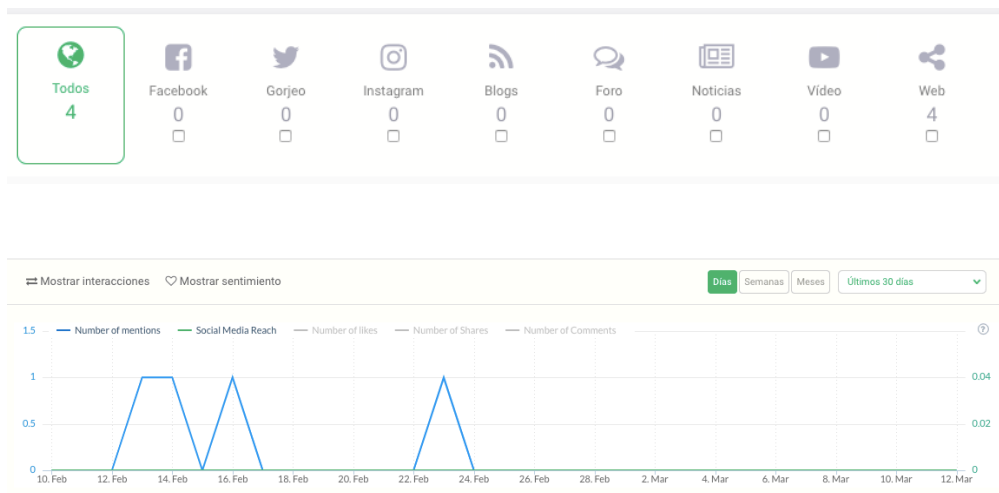 Todos Facebook Gorjeo Instagram Blogs Foro Noticias Vídeo Web
4 0 0 0 0 0 0 0 4
Mostrar interacciones Mostrar sentimiento Días Semanas Meses Últimos 30 días
1.5 Number of mentions Social Media Reach Number of likes Number of Shares Number of Comments ?
1 0.04
0.5 0.02
0 0
10. Feb 12. Feb 14. Feb 16. Feb 18. Feb 20. Feb 22. Feb 24. Feb 26. Feb 28. Feb 2. Mar 4. Mar 6. Mar 8. Mar 10. Mar 12. Mar